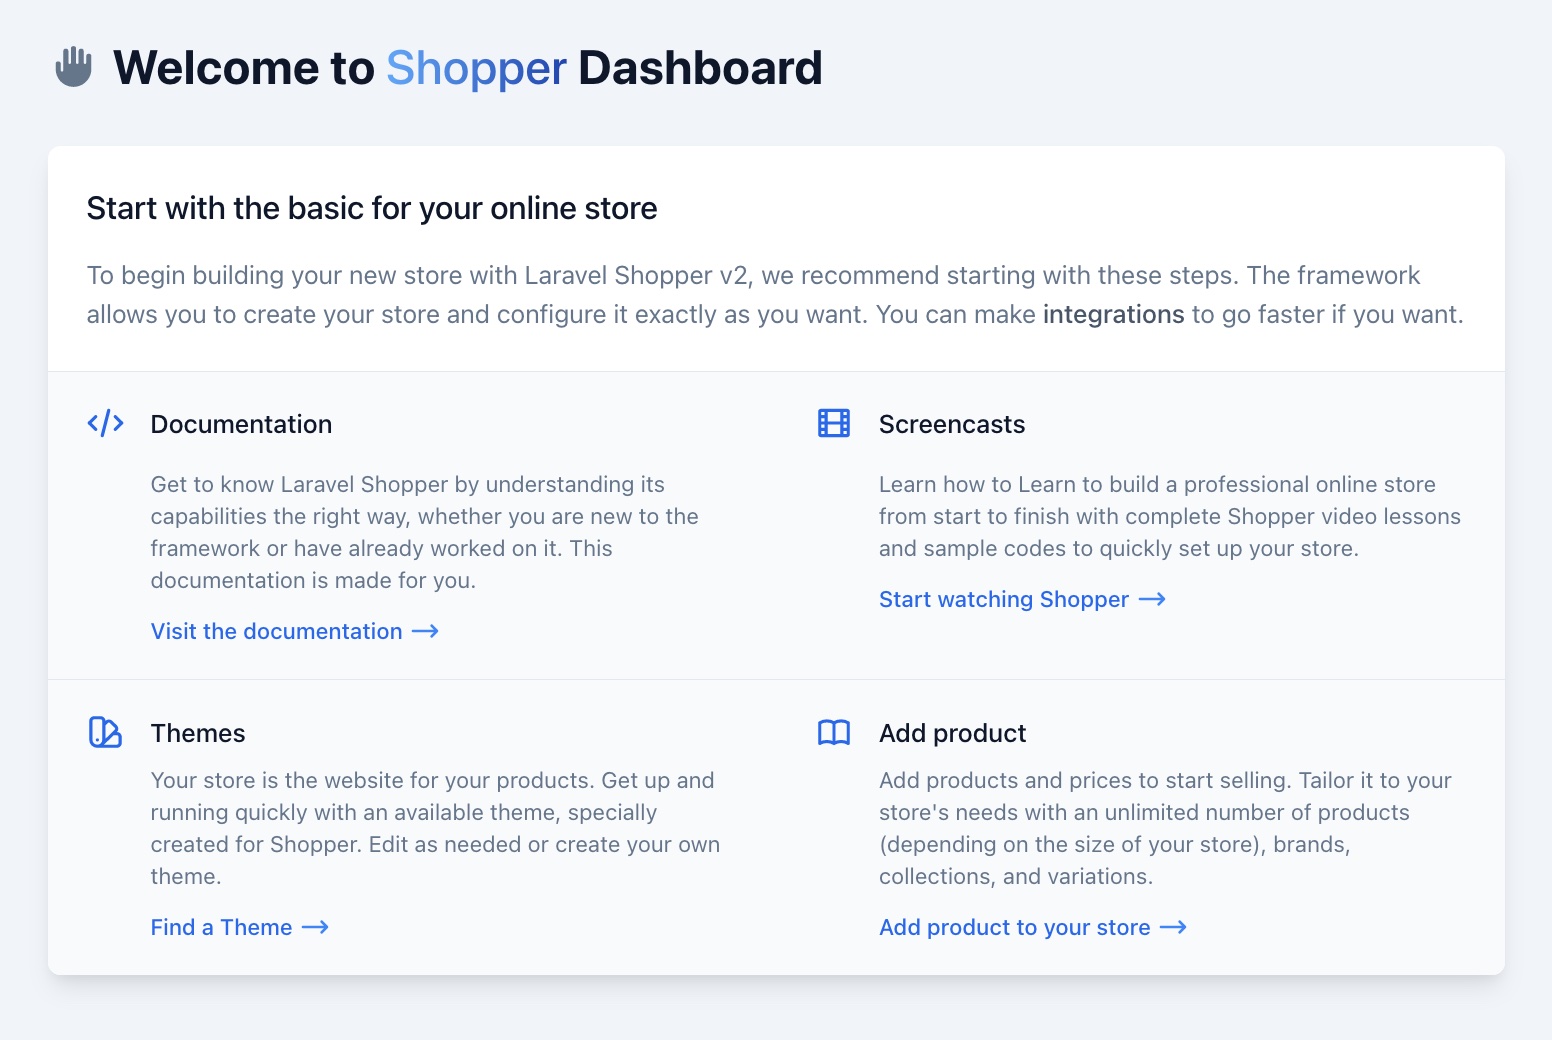 Welcome to Shopper Dashboard
Start with the basic for your online store
To begin building your new store with Laravel Shopper v2, we recommend starting with these steps. The framework
allows you to create your store and configure it exactly as you want. You can make integrations to go faster if you want.
Documentation
Get to know Laravel Shopper by understanding its
capabilities the right way, whether you are new to the
framework or have already worked on it. This
documentation is made for you.
Visit the documentation
Screencasts
Learn how to Learn to build a professional online store
from start to finish with complete Shopper video lessons
and sample codes to quickly set up your store.
Start watching Shopper
Themes
Your store is the website for your products. Get up and
running quickly with an available theme, specially
created for Shopper. Edit as needed or create your own
theme.
Find a Theme
Add product
Add products and prices to start selling. Tailor it to your
store's needs with an unlimited number of products
(depending on the size of your store), brands,
collections, and variations.
Add product to your store